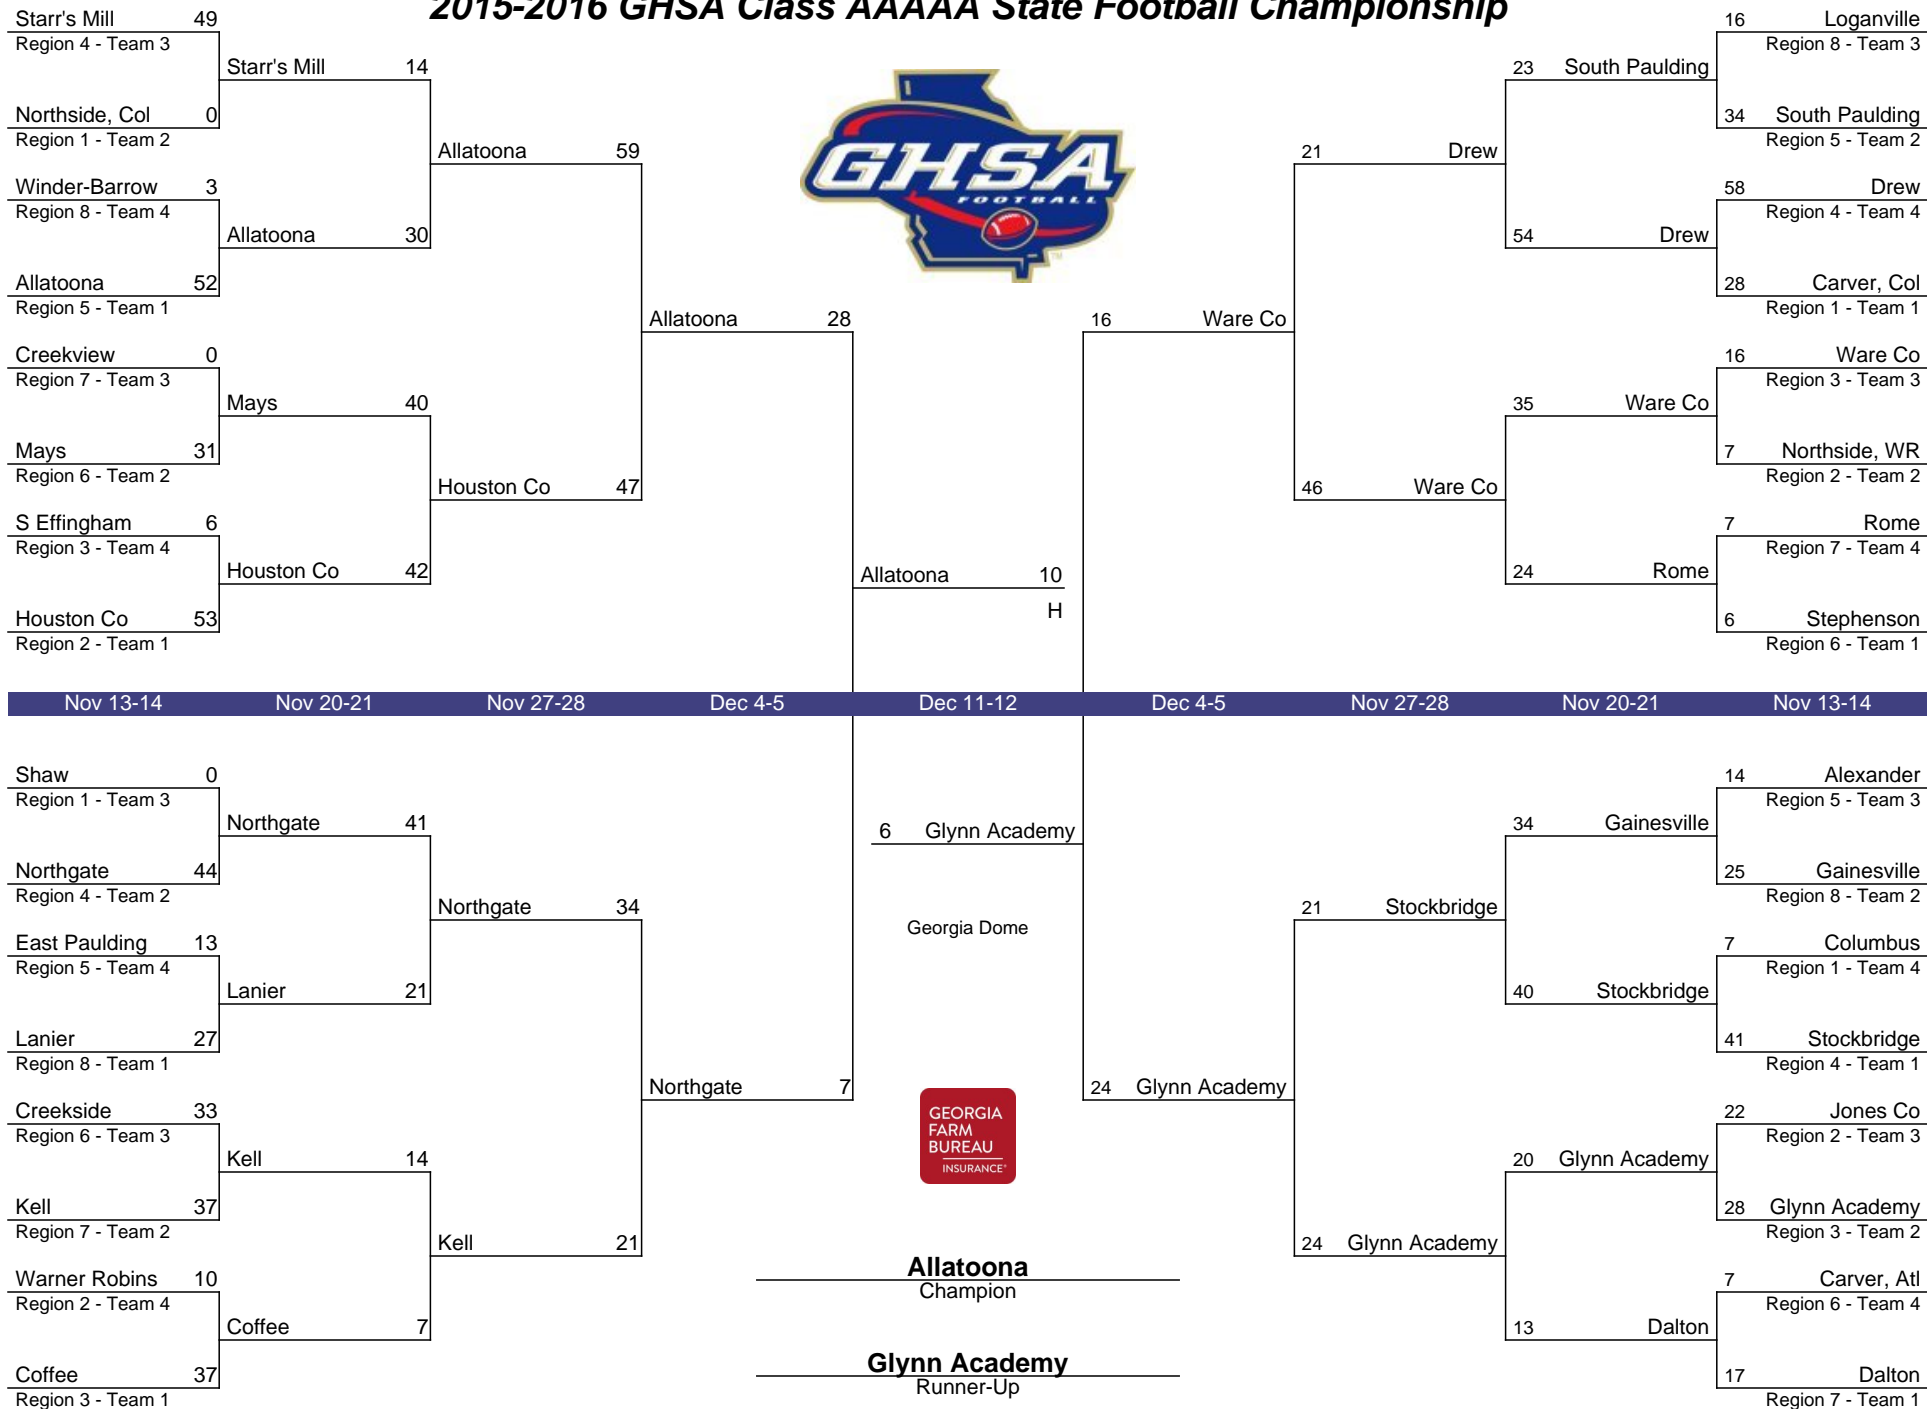 2015-2016 GHSA Class AAAAA State Football Championship
Starr's Mill 49
Region 4 - Team 3
Northside, Col 0
Region 1 - Team 2
Winder-Barrow 3
Region 8 - Team 4
Allatoona 52
Region 5 - Team 1
Creekview 0
Region 7 - Team 3
Mays 31
Region 6 - Team 2
S Effingham 6
Region 3 - Team 4
Houston Co 53
Region 2 - Team 1
Starr's Mill 14
Allatoona 30
Mays 40
Houston Co 42
Allatoona 59
Houston Co 47
Allatoona 28
GHSA
FOOTBALL
TM
Allatoona 10
H
16 Ware Co
21 Drew
46 Ware Co
23 South Paulding
54 Drew
35 Ware Co
24 Rome
16 Loganville
Region 8 - Team 3
34 South Paulding
Region 5 - Team 2
58 Drew
Region 4 - Team 4
28 Carver, Col
Region 1 - Team 1
16 Ware Co
Region 3 - Team 3
7 Northside, WR
Region 2 - Team 2
7 Rome
Region 7 - Team 4
6 Stephenson
Region 6 - Team 1
Nov 13-14 Nov 20-21 Nov 27-28 Dec 4-5 Dec 11-12 Dec 4-5 Nov 27-28 Nov 20-21 Nov 13-14
Shaw 0
Region 1 - Team 3
Northgate 44
Region 4 - Team 2
East Paulding 13
Region 5 - Team 4
Lanier 27
Region 8 - Team 1
Creekside 33
Region 6 - Team 3
Kell 37
Region 7 - Team 2
Warner Robins 10
Region 2 - Team 4
Coffee 37
Region 3 - Team 1
Northgate 41
Lanier 21
Kell 14
Coffee 7
Northgate 34
Kell 21
Northgate 7
6 Glynn Academy
Georgia Dome
GEORGIA
FARM
BUREAU
INSURANCE®
Allatoona
Champion
Glynn Academy
Runner-Up
24 Glynn Academy
21 Stockbridge
24 Glynn Academy
34 Gainesville
40 Stockbridge
20 Glynn Academy
13 Dalton
14 Alexander
Region 5 - Team 3
25 Gainesville
Region 8 - Team 2
7 Columbus
Region 1 - Team 4
41 Stockbridge
Region 4 - Team 1
22 Jones Co
Region 2 - Team 3
28 Glynn Academy
Region 3 - Team 2
7 Carver, Atl
Region 6 - Team 4
17 Dalton
Region 7 - Team 1